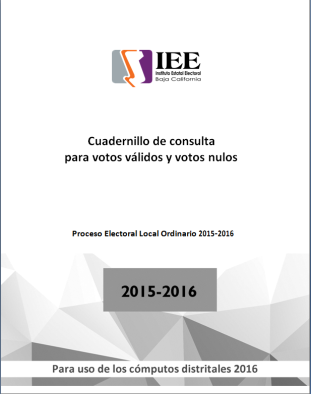 IEE
Instituto Estatal Electoral
Baja California
Cuadernillo de consulta
para votos válidos y votos nulos
Proceso Electoral Local Ordinario 2015-2016
2015-2016
Para uso de los cómputos distritales 2016